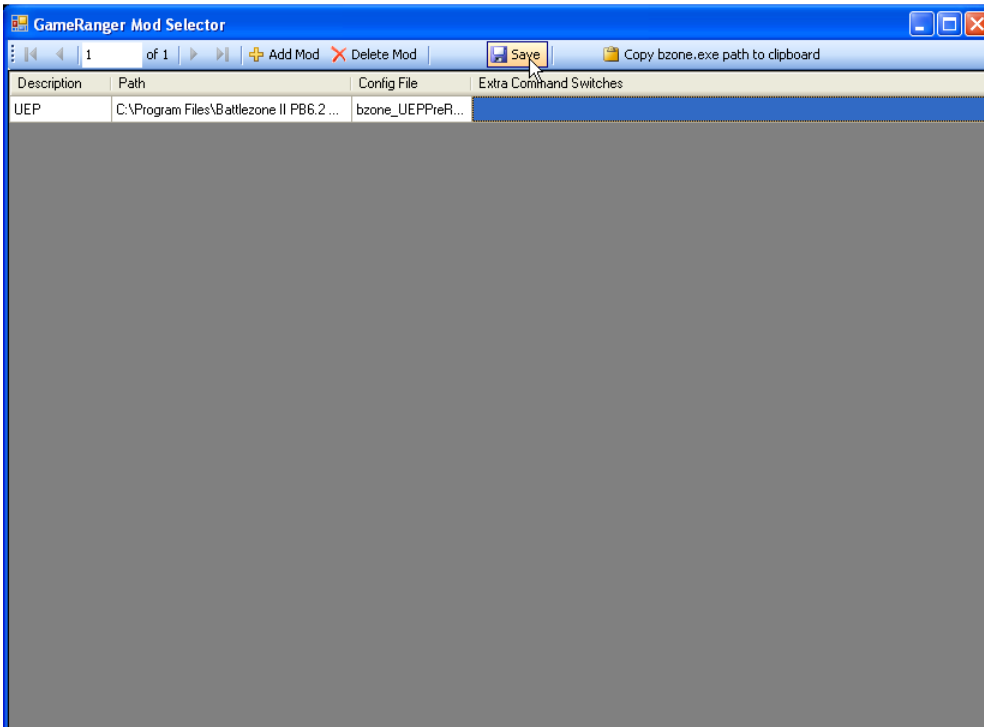 GameRanger Mod Selector
1 of 1 Add Mod Delete Mod Save Copy bzone.exe path to clipboard
Description Path Config File Extra Command Switches
UEP C:\Program Files\Battlezone II PB6.2 ... bzone_UEPPreR...